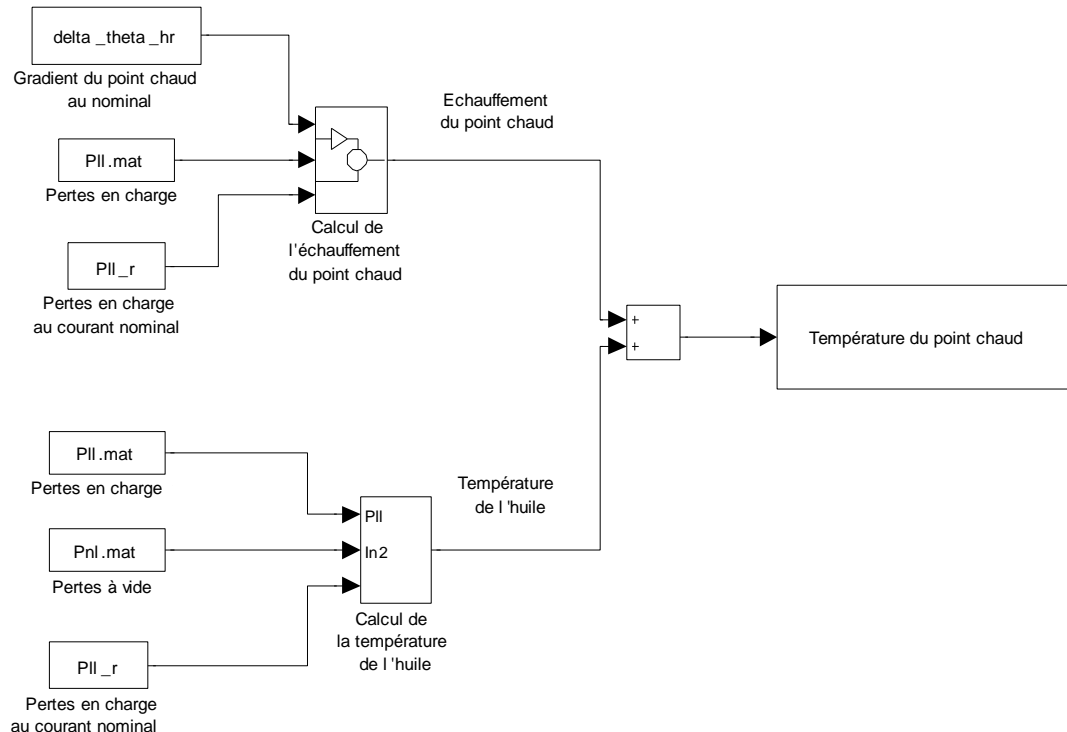 delta _theta _hr
Gradient du point chaud
au nominal
Pll .mat
Pertes en charge
Pll _r
Pertes en charge
au courant nominal
Calcul de
l'échauffement
du point chaud
Echauffement
du point chaud
+
+
Température du point chaud
Pll .mat
Pertes en charge
Pnl .mat
Pertes à vide
Pll _r
Pertes en charge
au courant nominal
Pll
In2
Calcul de
la température
de l 'huile
Température
de l 'huile